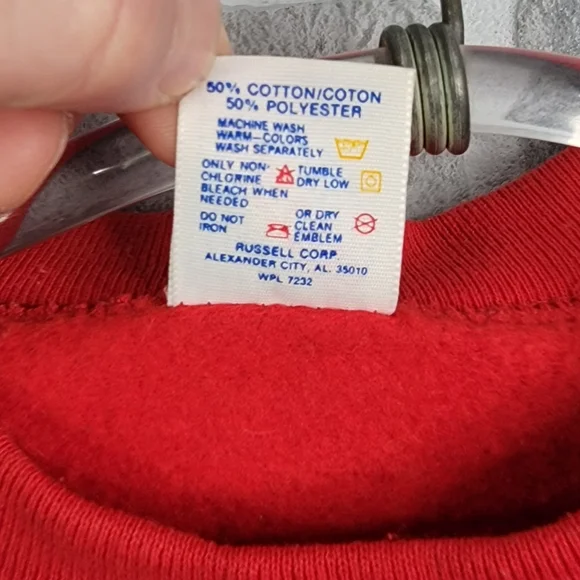 50% COTTON/COTON
50% POLYESTER
MACHINE WASH
WARM-COLORS
WASH SEPARATELY
ONLY NON-
CHLORINE
BLEACH WHEN
NEEDED
TUMBLE
DRY LOW
DO NOT
IRON
OR DRY
CLEAN
EMBLEM
RUSSELL CORP.
ALEXANDER CITY, AL. 35010
WPL 7232